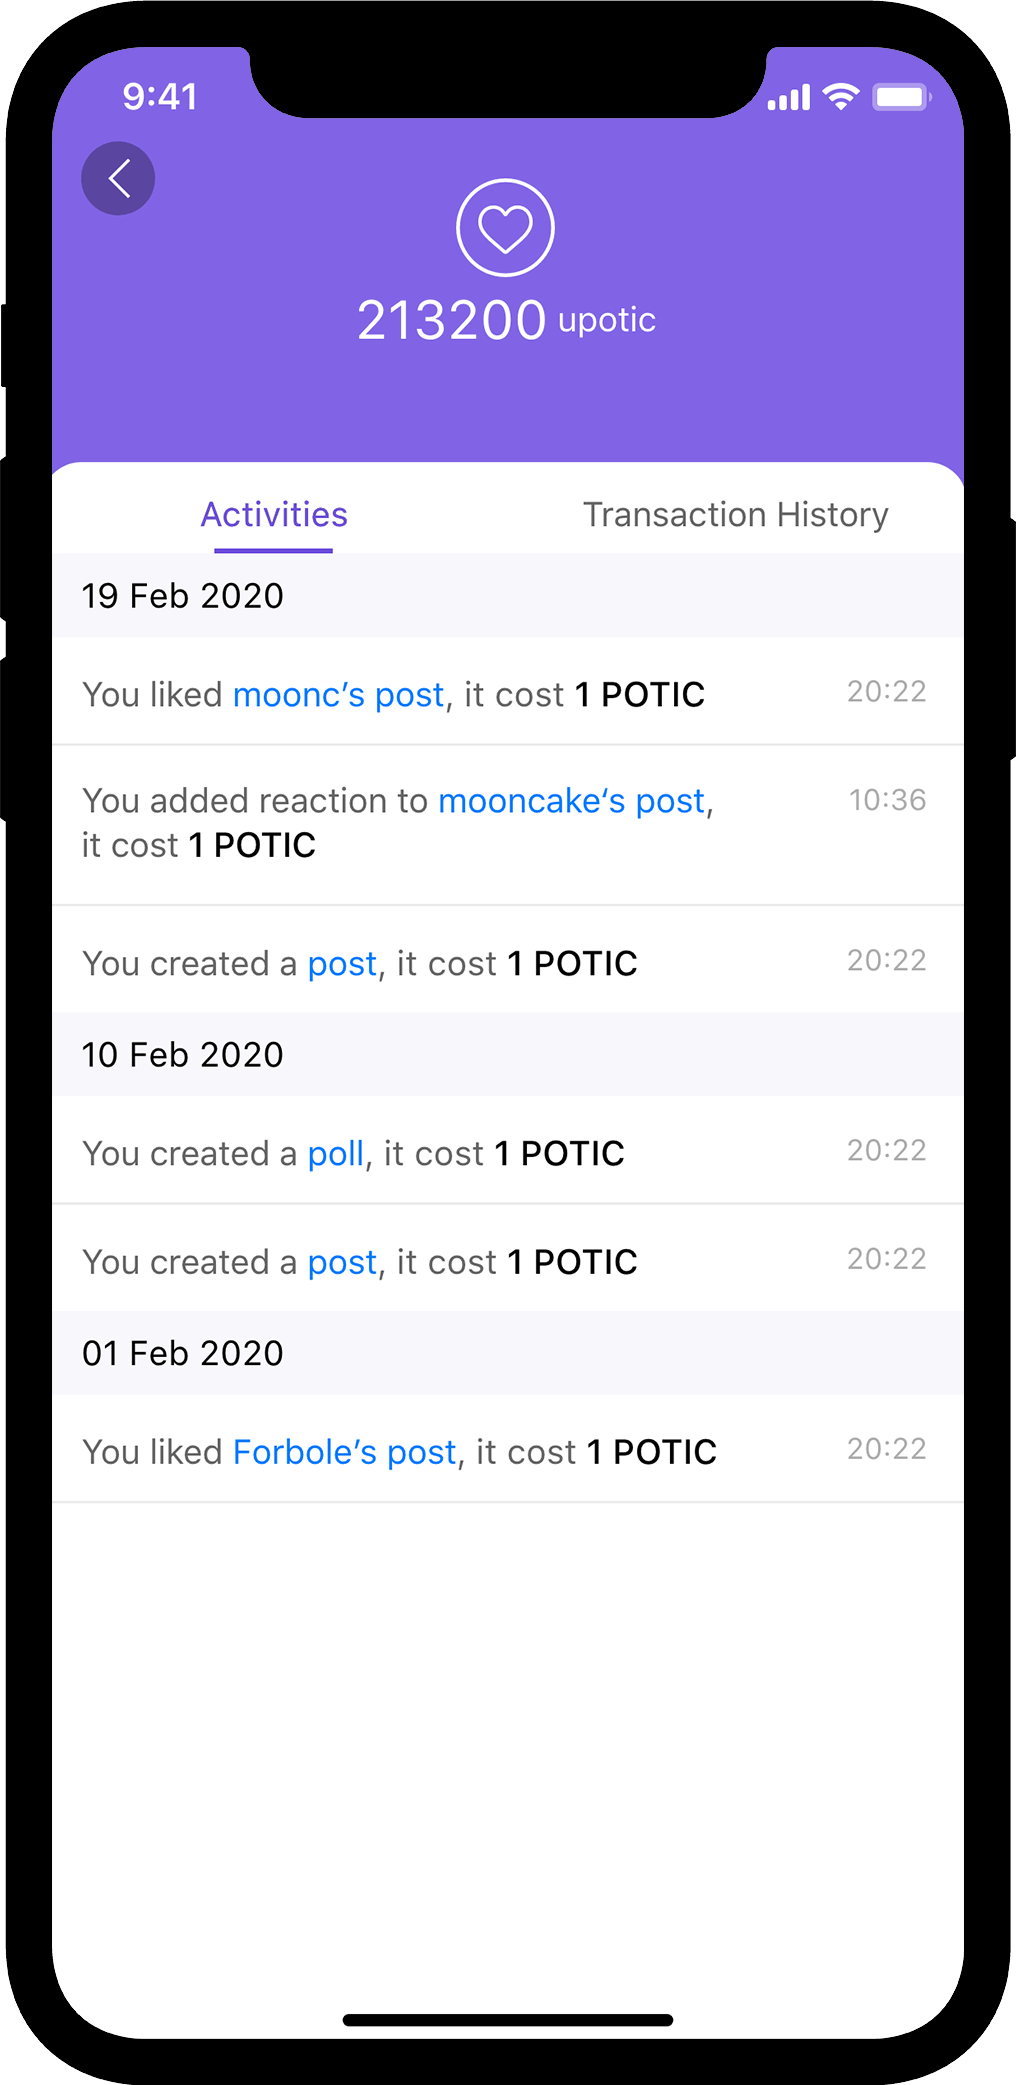 9:41
213200 upotic
Activities
Transaction History
19 Feb 2020
You liked moonc’s post, it cost 1 POTIC 20:22
You added reaction to mooncake‘s post, 10:36
it cost 1 POTIC
You created a post, it cost 1 POTIC 20:22
10 Feb 2020
You created a poll, it cost 1 POTIC 20:22
You created a post, it cost 1 POTIC 20:22
01 Feb 2020
You liked Forbole’s post, it cost 1 POTIC 20:22